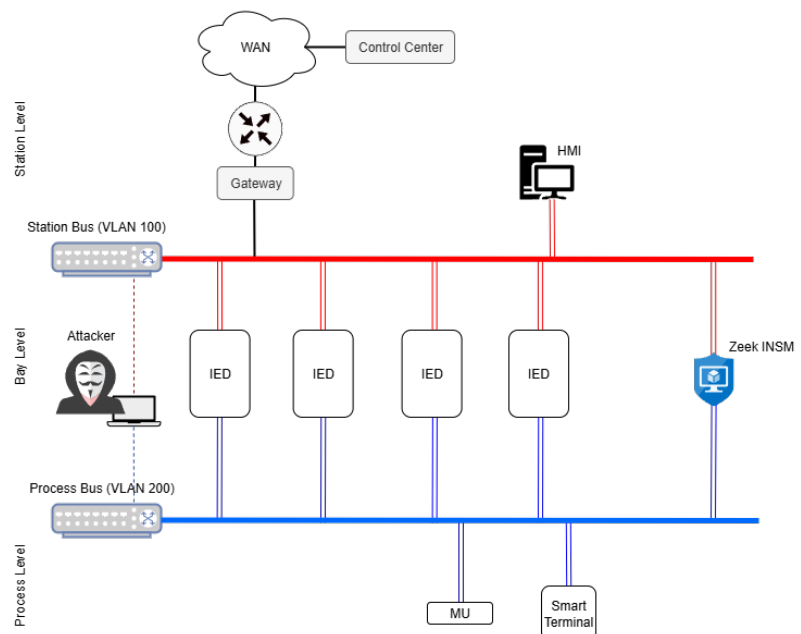 WAN
Control Center
Station Level
HMI
Gateway
Station Bus (VLAN 100)
Attacker
Bay Level
IED
IED
IED
IED
Zeek INSM
Process Bus (VLAN 200)
Process Level
MU
Smart
Terminal